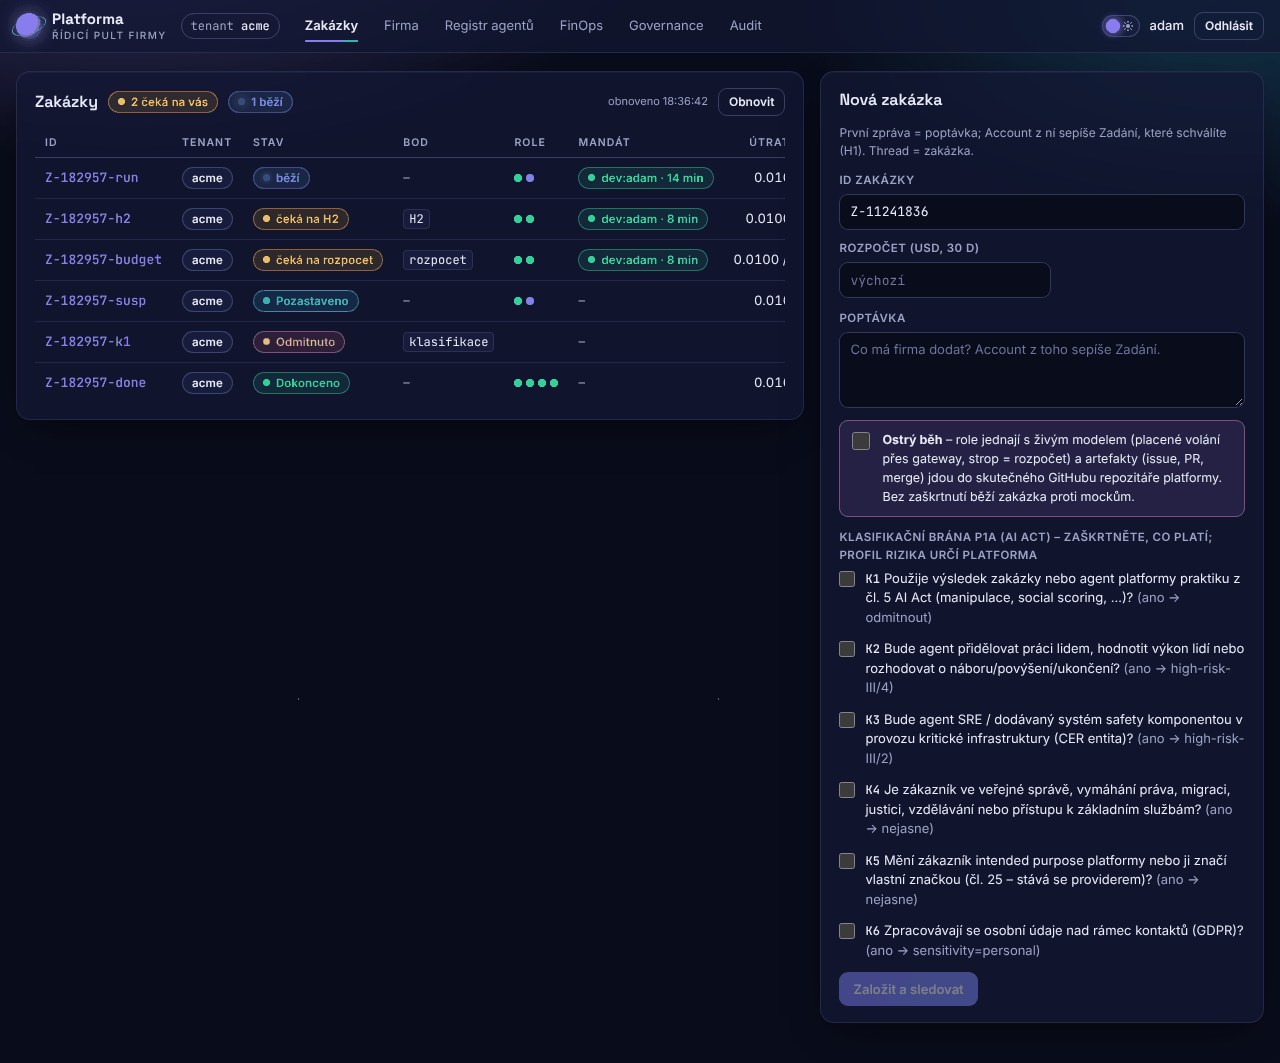 Platforma
ŘÍDICÍ PULT FIRMY
tenant acme
Zakázky
Firma
Registr agentů
FinOps
Governance
Audit
adam
Odhlásit
Zakázky
2 čeká na vás
1 běží
obnoveno 18:36:42
Obnovit
ID TENANT STAV BOD ROLE MANDÁT ÚTRAT
Z-182957-run acme běží – dev:adam · 14 min 0.010
Z-182957-h2 acme čeká na H2 H2 dev:adam · 8 min 0.0100
Z-182957-budget acme čeká na rozpocet rozpocet dev:adam · 8 min 0.0100 /
Z-182957-susp acme Pozastaveno – – 0.010
Z-182957-k1 acme Odmitnuto klasifikace –
Z-182957-done acme Dokonceno – – 0.010
Nová zakázka
První zpráva = poptávka; Account z ní sepíše Zadání, které schválíte
(H1). Thread = zakázka.
ID ZAKÁZKY
Z-11241836
ROZPOČET (USD, 30 D)
výchozí
POPTÁVKA
Co má firma dodat? Account z toho sepíše Zadání.
Ostrý běh – role jednají s živým modelem (placené volání
přes gateway, strop = rozpočet) a artefakty (issue, PR,
merge) jdou do skutečného GitHubu repozitáře platformy.
Bez zaškrtnutí běží zakázka proti mockům.
KLASIFIKAČNÍ BRÁNA P1A (AI ACT) – ZAŠKRTNĚTE, CO PLATÍ;
PROFIL RIZIKA URČÍ PLATFORMA
K1 Použije výsledek zakázky nebo agent platformy praktiku z
čl. 5 AI Act (manipulace, social scoring, …)? (ano →
odmitnout)
K2 Bude agent přidělovat práci lidem, hodnotit výkon lidí nebo
rozhodovat o náboru/povýšení/ukončení? (ano → high-risk-
III/4)
K3 Bude agent SRE / dodávaný systém safety komponentou v
provozu kritické infrastruktury (CER entita)? (ano → high-risk-
III/2)
K4 Je zákazník ve veřejné správě, vymáhání práva, migraci,
justici, vzdělávání nebo přístupu k základním službám? (ano
→ nejasne)
K5 Mění zákazník intended purpose platformy nebo ji značí
vlastní značkou (čl. 25 – stává se providerem)? (ano →
nejasne)
K6 Zpracovávají se osobní údaje nad rámec kontaktů (GDPR)?
(ano → sensitivity=personal)
Založit a sledovat